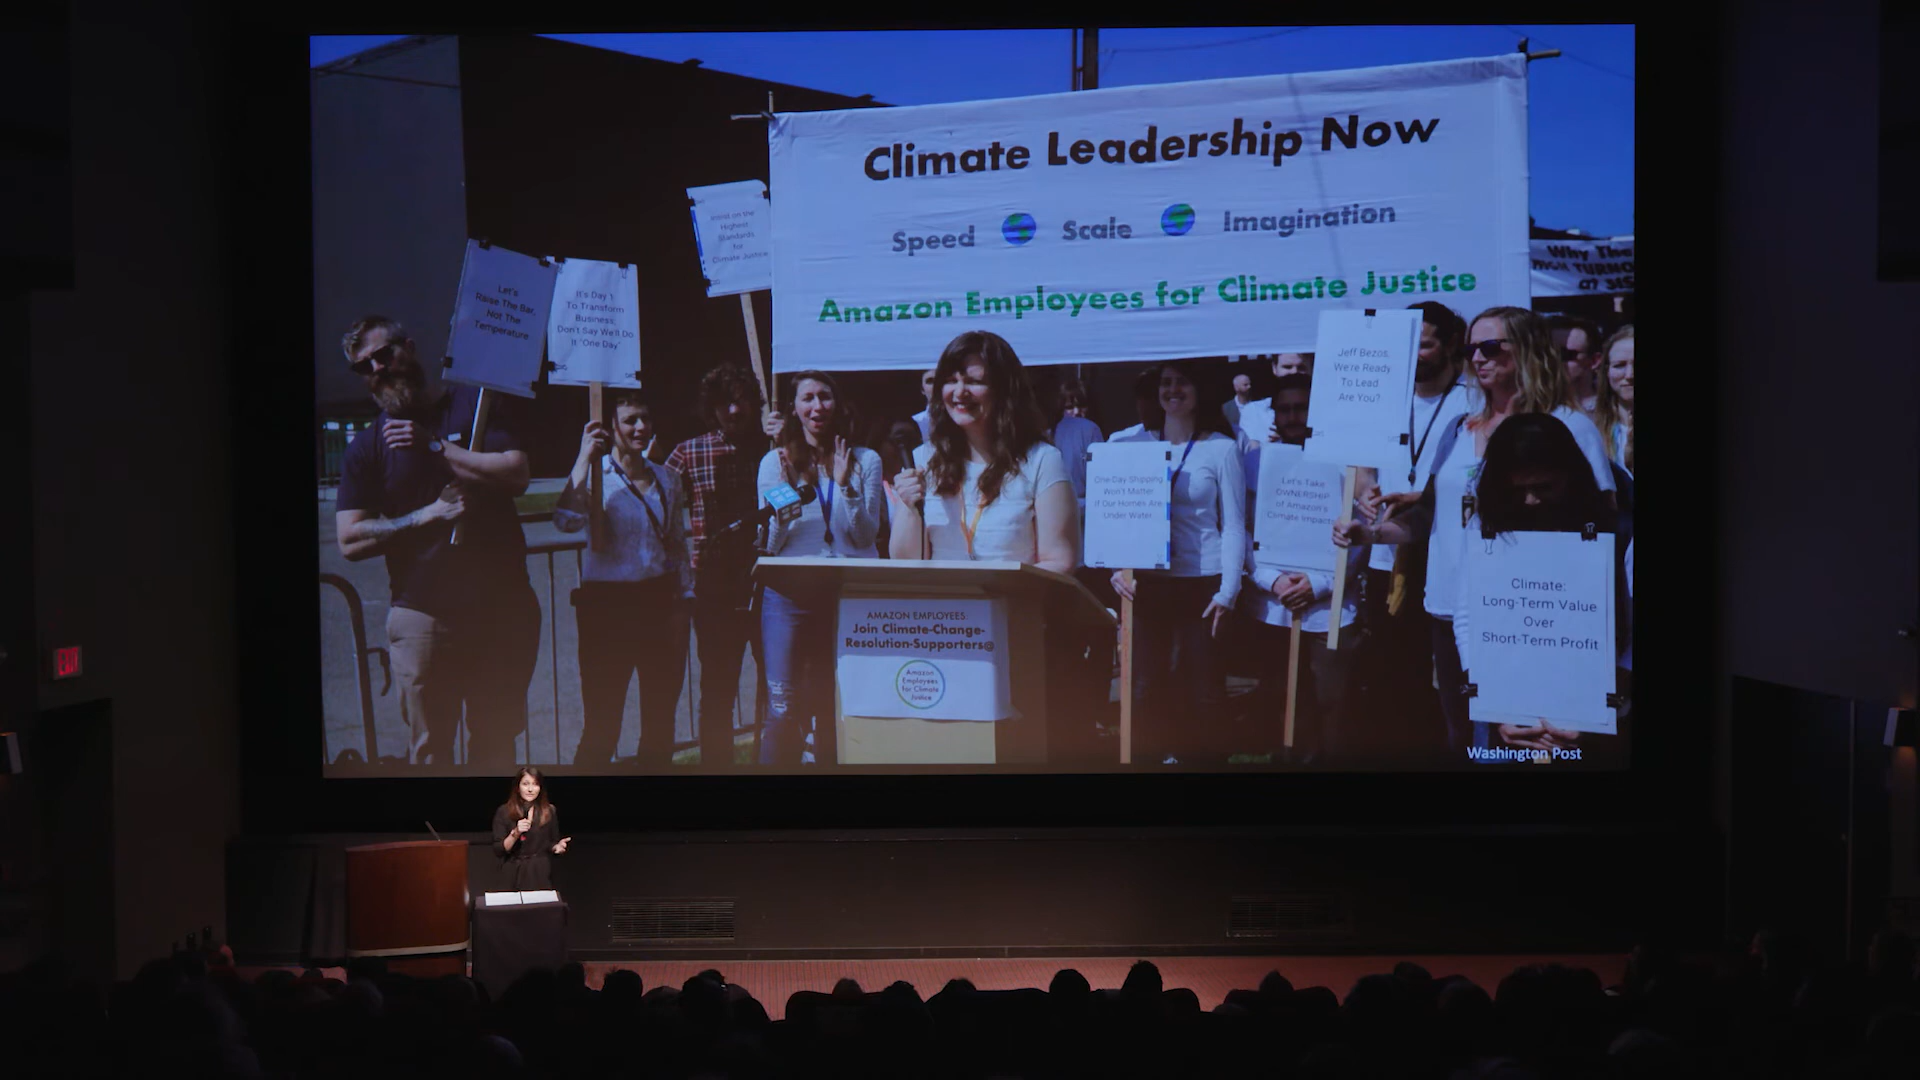 Climate Leadership Now
Speed Scale Imagination
Amazon Employees for Climate Justice
Insist on the
Highest
Standards
for
Climate Justice
Let's
Raise The Bar,
Not The
Temperature
It's Day 1
To Transform
Business,
Don't Say We'll Do
It "One Day"
Why The
HIGH TURNO
Jeff Bezos,
We're Ready
To Lead.
Are You?
One-Day Shipping
Won't Matter
If Our Homes Are
Under Water.
Let's Take
OWNERSHIP
of Amazon's
Climate Impact
Climate:
Long-Term Value
Over
Short-Term Profit
AMAZON EMPLOYEES:
Join Climate-Change-
Resolution-Supporters@
Amazon
Employees
for Climate
Justice
Washington Post
EXIT